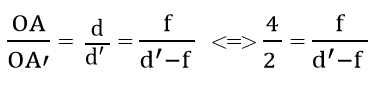 OA/OA′ = d/d′ = f/(d′−f) <=> 4/2 = f/(d′−f)